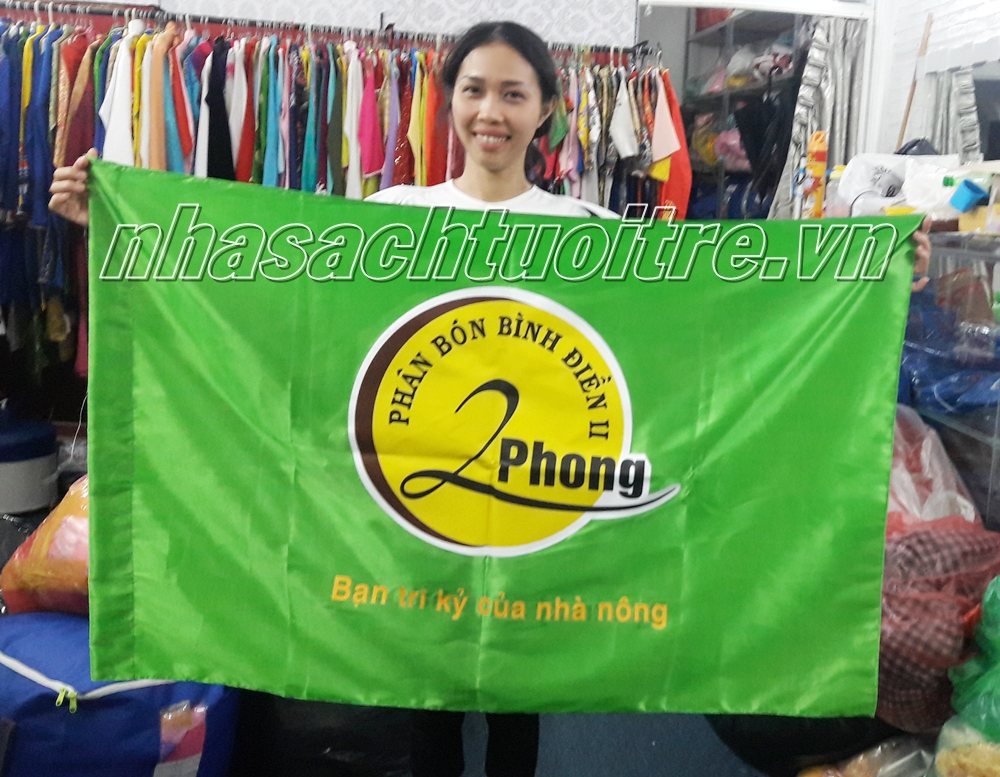 nhasachtuoitre.vn
PHÂN BÓN BÌNH ĐIỀN II
2 Phong
Bạn tri kỷ của nhà nông